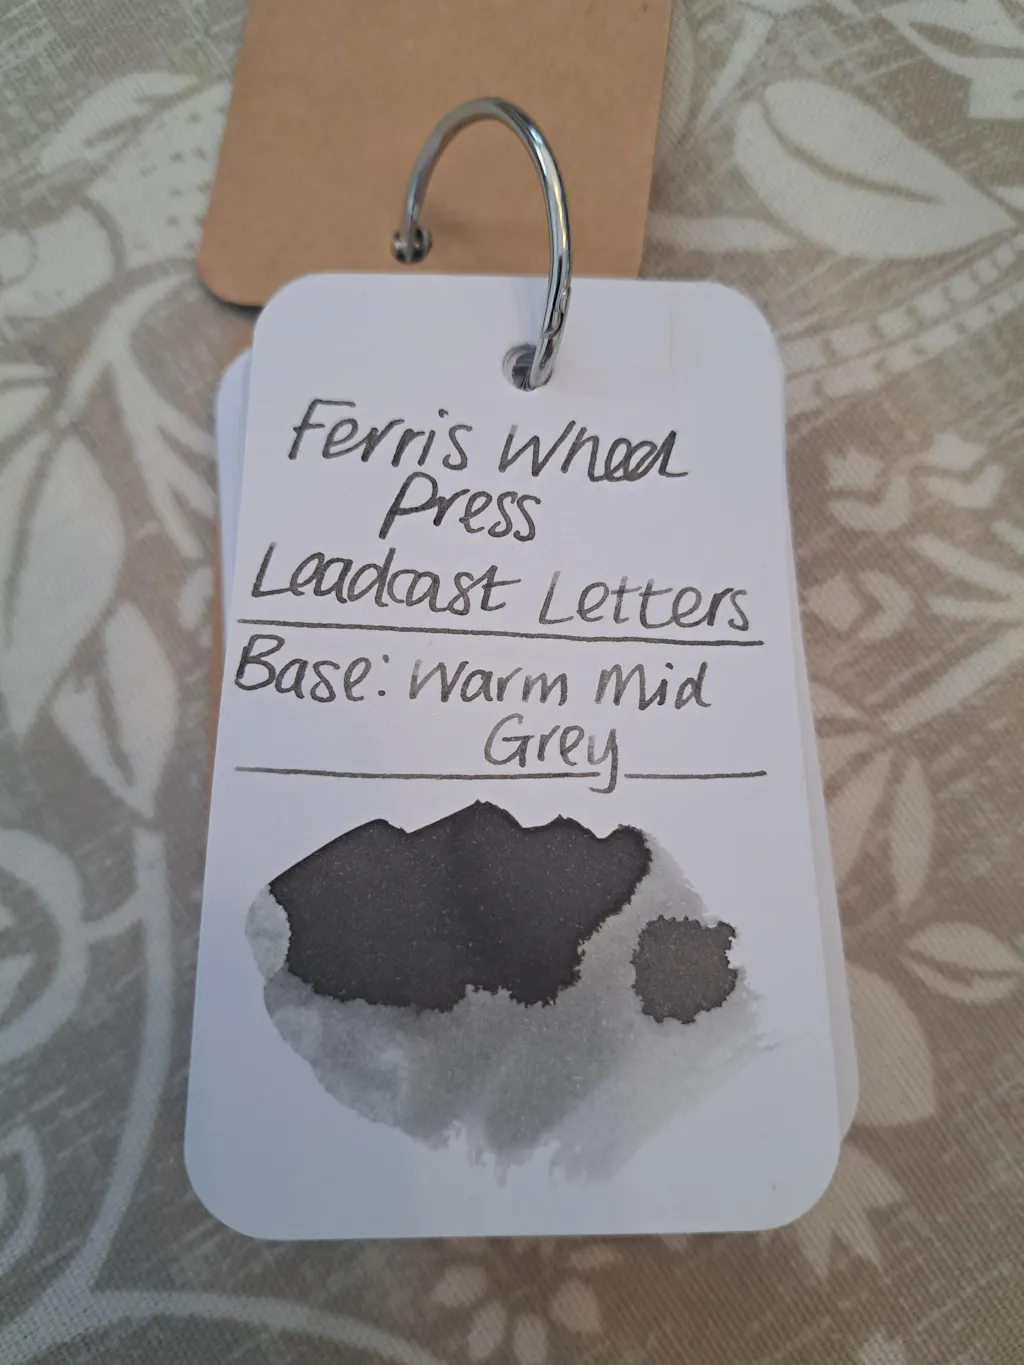 Ferris Wheel
Press
Leadcast Letters
Base: Warm Mid
Grey